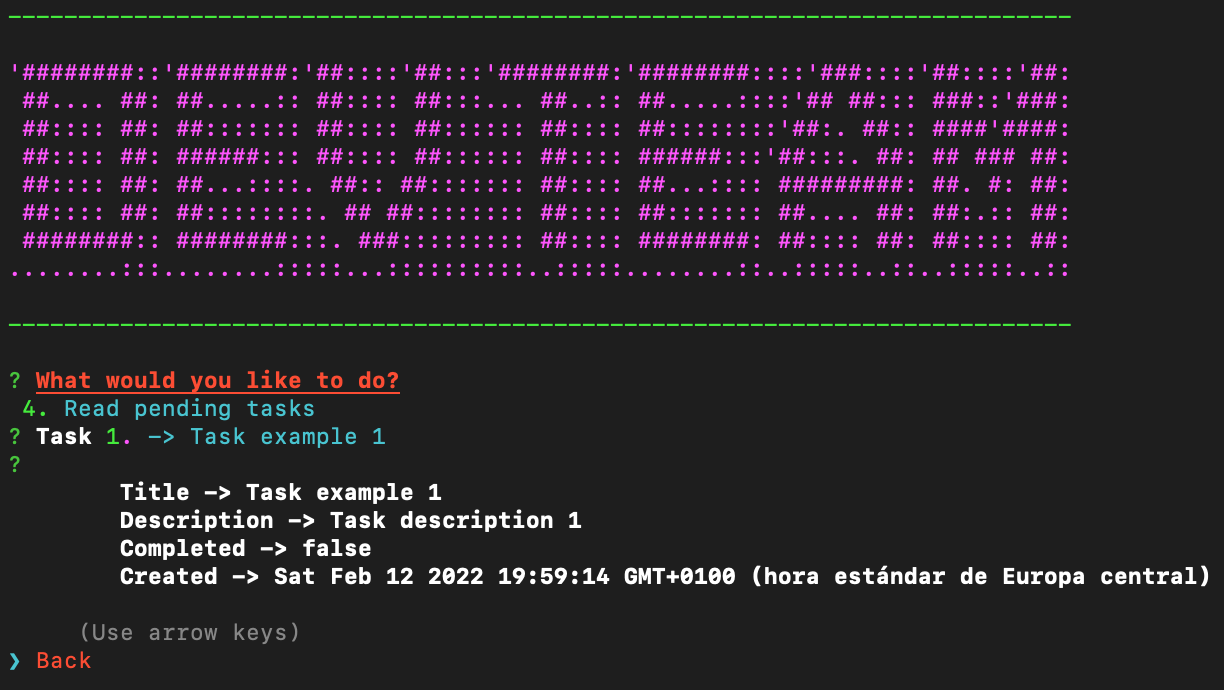 --------------------------------------------------------------------------------
'########::'########:'##::::'##:::'########:'########::::'###::::'##::::'##:
 ##.... ##: ##.....:: ##:::: ##:::... ##..:: ##.....::::'## ##::: ###::'###:
 ##:::: ##: ##::::::: ##:::: ##:::::: ##:::: ##::::::::'##:. ##:: ####'####:
 ##:::: ##: ######::: ##:::: ##:::::: ##:::: ######:::'##:::. ##: ## ### ##:
 ##:::: ##: ##...::::. ##:: ##::::::: ##:::: ##...:::: #########: ##. #: ##:
 ##:::: ##: ##::::::::. ## ##:::::::: ##:::: ##::::::: ##.... ##: ##:.:: ##:
 ########:: ########:::. ###::::::::: ##:::: ########: ##:::: ##: ##:::: ##:
........:::........:::::...::::::::::..:::::........::..:::::..::..:::::..::
--------------------------------------------------------------------------------
? What would you like to do?
 4. Read pending tasks
? Task 1. -> Task example 1
?
        Title -> Task example 1
        Description -> Task description 1
        Completed -> false
        Created -> Sat Feb 12 2022 19:59:14 GMT+0100 (hora estándar de Europa central)
     (Use arrow keys)
❯ Back